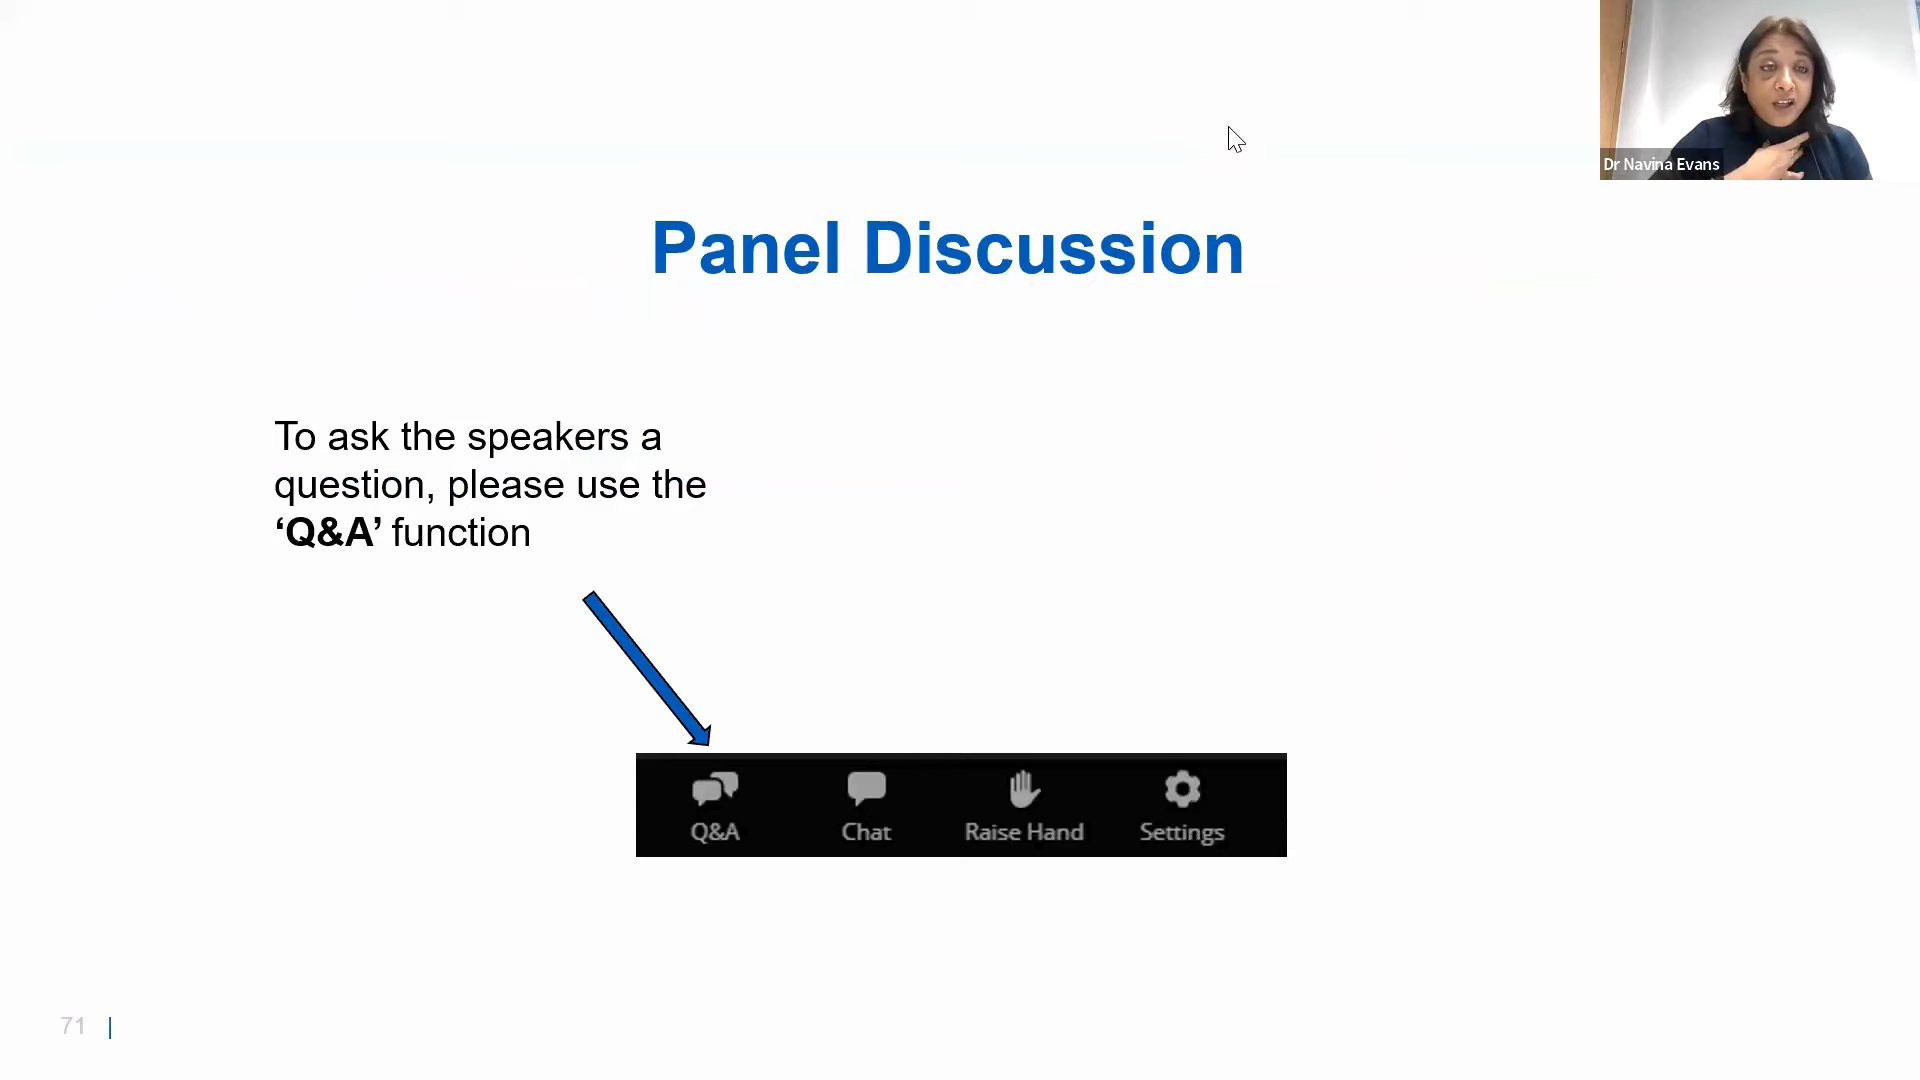 Dr Navina Evans
Panel Discussion
To ask the speakers a
question, please use the
‘Q&A’ function
Q&A
Chat
Raise Hand
Settings
71